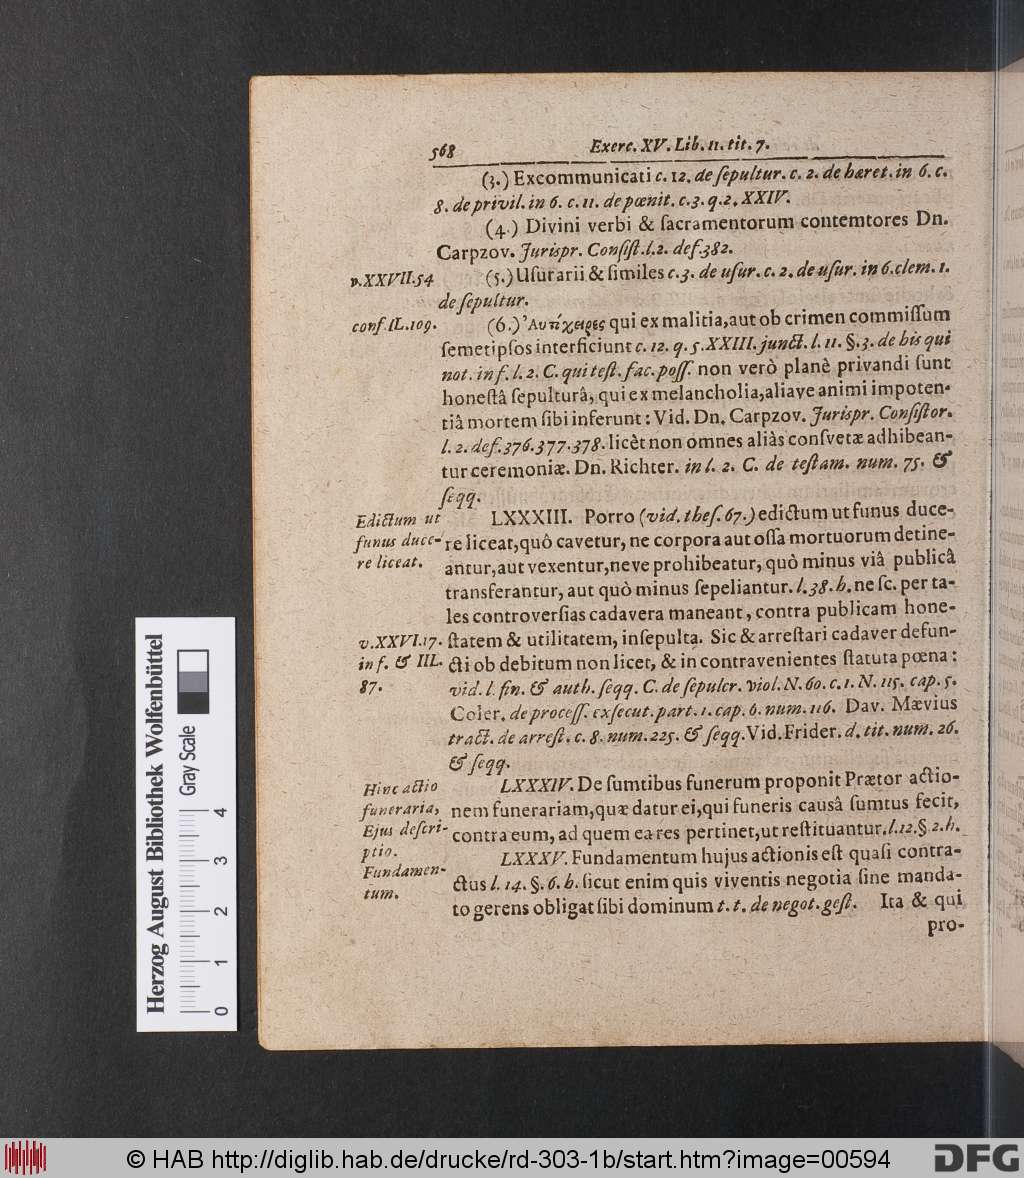 568
Exerc. XV. Lib. 11. tit. 7.
(3.) Excommunicati c. 12. de ſepultur. c. 2. de hæret. in 6. c.
8. de privil. in 6. c. 11. de pœnit. c. 3. q. 2. XXIV.
(4.) Divini verbi & ſacramentorum contemtores Dn.
Carpzov. Jurispr. Conſiſt. l. 2. def. 382.
v. XXVII. 54
(5.) Uſurarii & ſimiles c. 3. de uſur. c. 2. de uſur. in 6. clem. 1.
de ſepultur.
conf. IL. 109.
(6.) Ἀυτόχειρες qui ex malitia, aut ob crimen commiſſum
ſemetipſos interficiunt c. 12. q. 5. XXIII. junct. l. 11. §. 3. de his qui
not. inf. l. 2. C. qui teſt. fac. poſſ. non verò planè privandi ſunt
honeſtâ ſepulturâ, qui ex melancholia, aliave animi impoten-
tiâ mortem ſibi inferunt: Vid. Dn. Carpzov. Jurispr. Conſiſtor.
l. 2. def. 376. 377. 378. licèt non omnes aliàs conſvetæ adhibean-
tur ceremoniæ. Dn. Richter. in l. 2. C. de teſtam. num. 75. &
ſeqq.
Edictum ut
funus duce-
re liceat.
LXXXIII. Porro (vid. theſ. 67.) edictum ut funus duce-
re liceat, quô cavetur, ne corpora aut oſſa mortuorum detine-
antur, aut vexentur, neve prohibeatur, quò minus viâ publicâ
transferantur, aut quò minus ſepeliantur. l. 38. h. ne ſc. per ta-
les controverſias cadavera maneant, contra publicam hone-
v. XXVI. 17.
inf. & III.
87.
ſtatem & utilitatem, inſepulta. Sic & arreſtari cadaver defun-
cti ob debitum non licet, & in contravenientes ſtatuta pœna:
vid. l. fin. & auth. ſeqq. C. de ſepulcr. viol. N. 60. c. 1. N. 115. cap. 5.
Coler. de proceſſ. exſecut. part. 1. cap. 6. num. 116. Dav. Mævius
tract. de arreſt. c. 8. num. 225. & ſeqq. Vid. Frider. d. tit. num. 26.
& ſeqq.
Hinc actio
funeraria,
Ejus deſcri-
ptio.
LXXXIV. De ſumtibus funerum proponit Prætor actio-
nem funerariam, quæ datur ei, qui funeris causâ ſumtus fecit,
contra eum, ad quem ea res pertinet, ut reſtituantur. l. 12. §. 2. h.
Fundamen-
tum.
LXXXV. Fundamentum hujus actionis eſt quaſi contra-
ctus l. 14. §. 6. h. ſicut enim quis viventis negotia ſine manda-
to gerens obligat ſibi dominum t. t. de negot. geſt. Ita & qui
pro-
Herzog August Bibliothek Wolfenbüttel
Gray Scale
0 1 2 3 4
© HAB http://diglib.hab.de/drucke/rd-303-1b/start.htm?image=00594
DFG